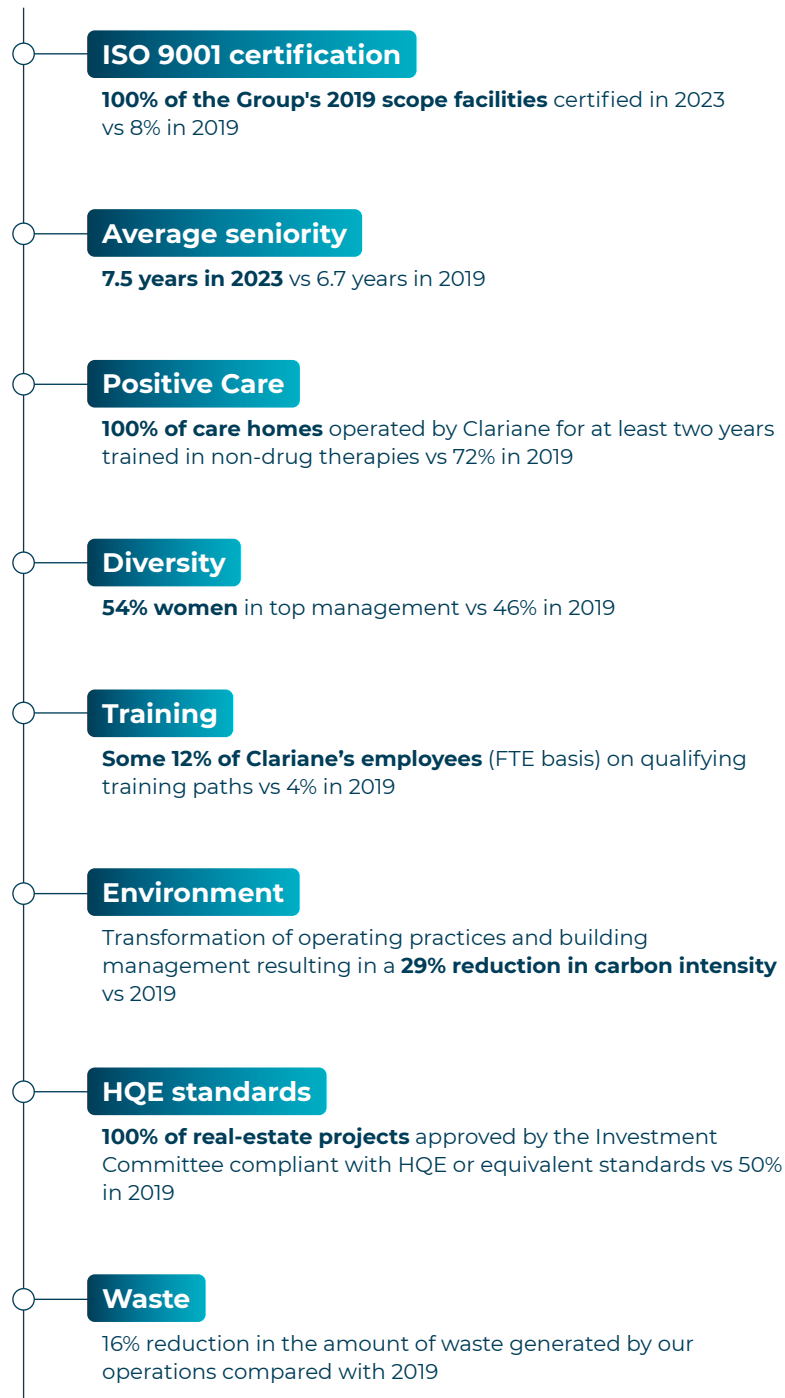 ISO 9001 certification
100% of the Group's 2019 scope facilities certified in 2023
vs 8% in 2019
Average seniority
7.5 years in 2023 vs 6.7 years in 2019
Positive Care
100% of care homes operated by Clariane for at least two years
trained in non-drug therapies vs 72% in 2019
Diversity
54% women in top management vs 46% in 2019
Training
Some 12% of Clariane’s employees (FTE basis) on qualifying
training paths vs 4% in 2019
Environment
Transformation of operating practices and building
management resulting in a 29% reduction in carbon intensity
vs 2019
HQE standards
100% of real-estate projects approved by the Investment
Committee compliant with HQE or equivalent standards vs 50%
in 2019
Waste
16% reduction in the amount of waste generated by our
operations compared with 2019